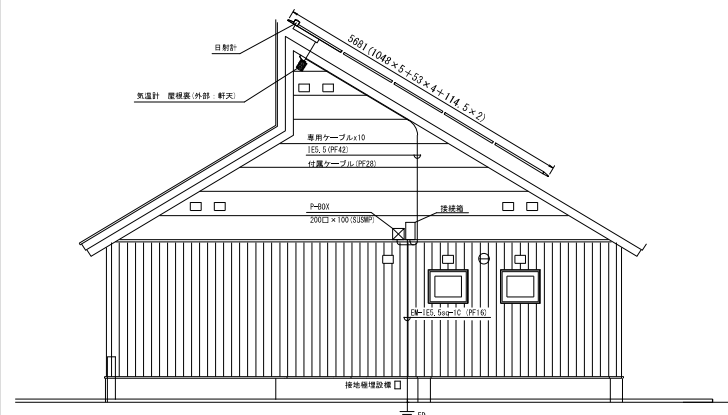 日射計
5681(1048×5+53×4+114.5×2)
気温計　屋根裏(外部：軒天)
専用ケーブルx10
IE5.5(PF42)
付属ケーブル(PF28)
P-BOX
200□×100(SUSWP)
接続箱
EM-IE5.5sq-1C (PF16)
接地極埋設標
ED